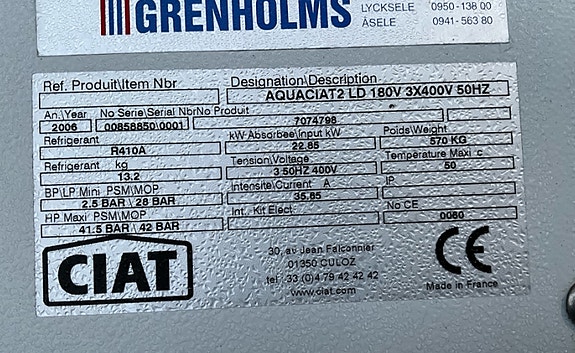 GRENHOLMS
LYCKSELE 0950-138 00
ÅSELE 0941-563 80
Ref. Produit\Item Nbr Designation\Description
AQUACIAT2 LD 180V 3X400V 50HZ
An./Year No Serie\Serial Nbr No Produit
2006 00858850\0001 7074798
Refrigerant kW Absorbee\Input kW Poids\Weight
R410A 22.85 570 KG
Refrigerant kg Tension\Voltage Temperature Maxi c
13.2 3 50HZ 400V 50
BP\LP Mini PSM\MOP Intensite\Current A IP
2.5 BAR \ 28 BAR 35.65
HP Maxi PSM\MOP Int. Kit Elect No CE
41.5 BAR \ 42 BAR 0060
CIAT
30, av Jean Falconnier
01350 CULOZ
tel 33 (0)4 79 42 42 42
www.ciat.com
CE
Made in France